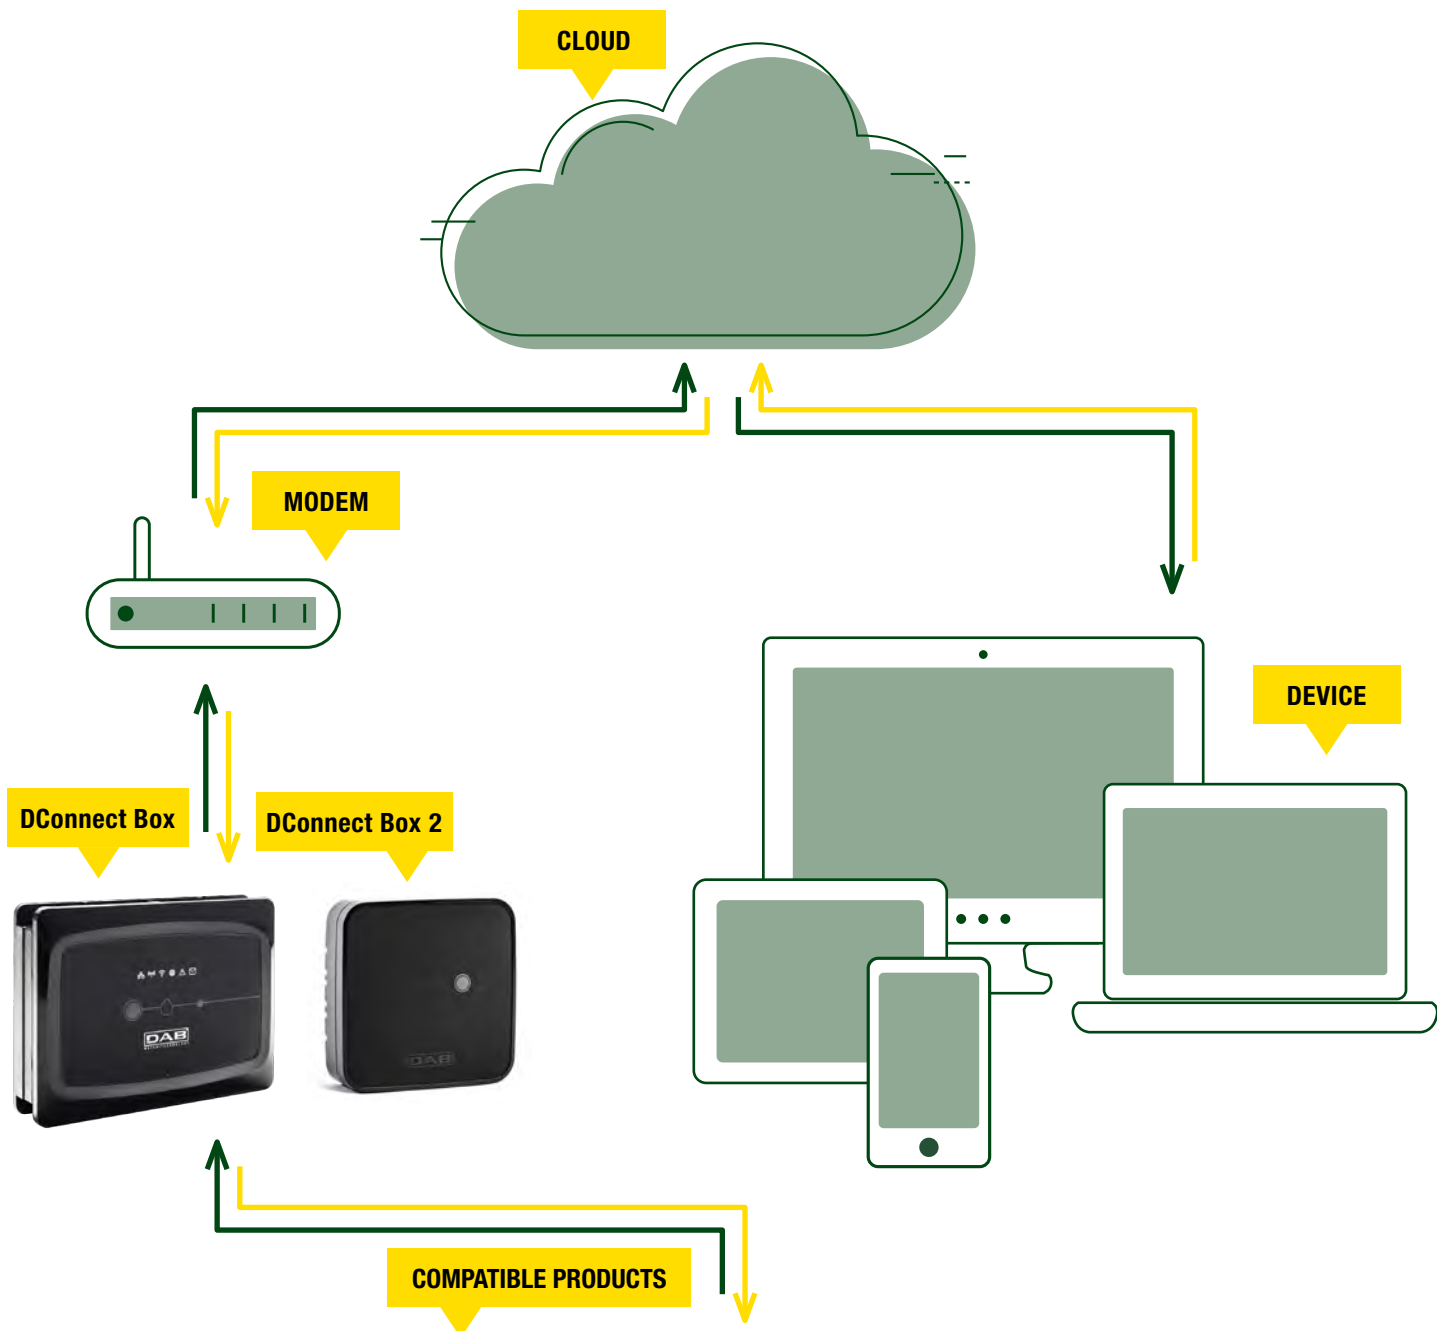 CLOUD
MODEM
DEVICE
DConnect Box
DConnect Box 2
DAB
DAB
COMPATIBLE PRODUCTS